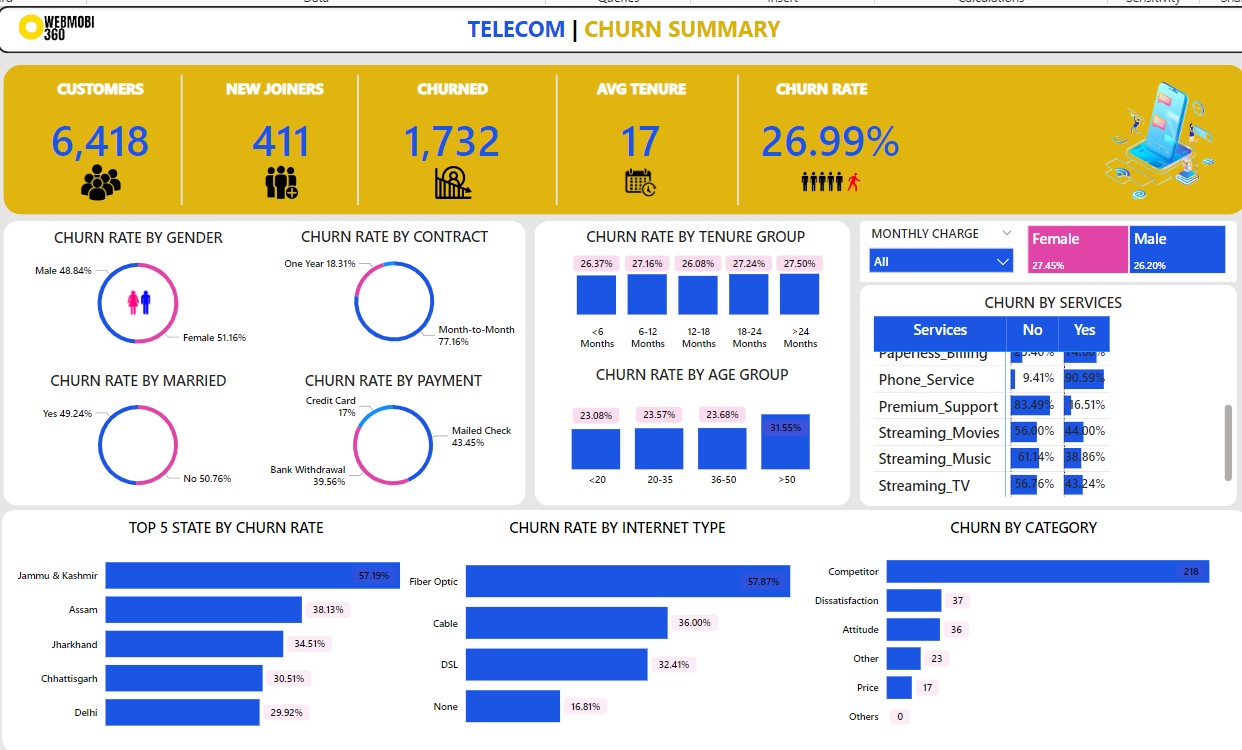 Data
Queries
Insert
Calculations
Sensitivity
WEBMOBI
360
TELECOM | CHURN SUMMARY
CUSTOMERS
NEW JOINERS
CHURNED
AVG TENURE
CHURN RATE
6,418
411
1,732
17
26.99%
CHURN RATE BY GENDER
Male 48.84%
Female 51.16%
CHURN RATE BY CONTRACT
One Year 18.31%
Month-to-Month
77.16%
CHURN RATE BY MARRIED
Yes 49.24%
No 50.76%
CHURN RATE BY PAYMENT
Credit Card
17%
Mailed Check
43.45%
Bank Withdrawal
39.56%
CHURN RATE BY TENURE GROUP
26.37% 27.16% 26.08% 27.24% 27.50%
<6 6-12 12-18 18-24 >24
Months Months Months Months Months
CHURN RATE BY AGE GROUP
23.08% 23.57% 23.68% 31.55%
<20 20-35 36-50 >50
MONTHLY CHARGE
All
Female
27.45%
Male
26.20%
CHURN BY SERVICES
Services No Yes
Paperless_Billing
Phone_Service 9.41% 90.59%
Premium_Support 83.49% 16.51%
Streaming_Movies 56.00% 44.00%
Streaming_Music 61.14% 38.86%
Streaming_TV 56.76% 43.24%
TOP 5 STATE BY CHURN RATE
Jammu & Kashmir 57.19%
Assam 38.13%
Jharkhand 34.51%
Chhattisgarh 30.51%
Delhi 29.92%
CHURN RATE BY INTERNET TYPE
Fiber Optic 57.87%
Cable 36.00%
DSL 32.41%
None 16.81%
CHURN BY CATEGORY
Competitor 218
Dissatisfaction 37
Attitude 36
Other 23
Price 17
Others 0